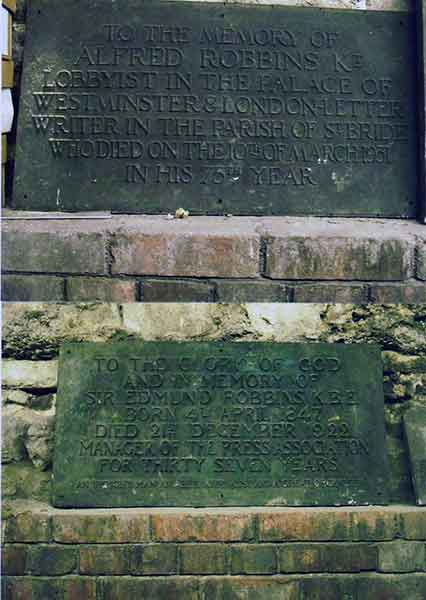 TO THE MEMORY OF
ALFRED ROBBINS KT.
LOBBYIST IN THE PALACE OF
WESTMINSTER & LONDON-LETTER
WRITER IN THE PARISH OF ST BRIDE
WHO DIED ON THE 10TH OF MARCH 1931
IN HIS 75TH YEAR
TO THE GLORY OF GOD
AND IN MEMORY OF
SIR EDMUND ROBBINS K.B.E.
BORN 4TH APRIL 1847
DIED DECEMBER 1922
MANAGER OF THE PRESS ASSOCIATION
FOR THIRTY SEVEN YEARS